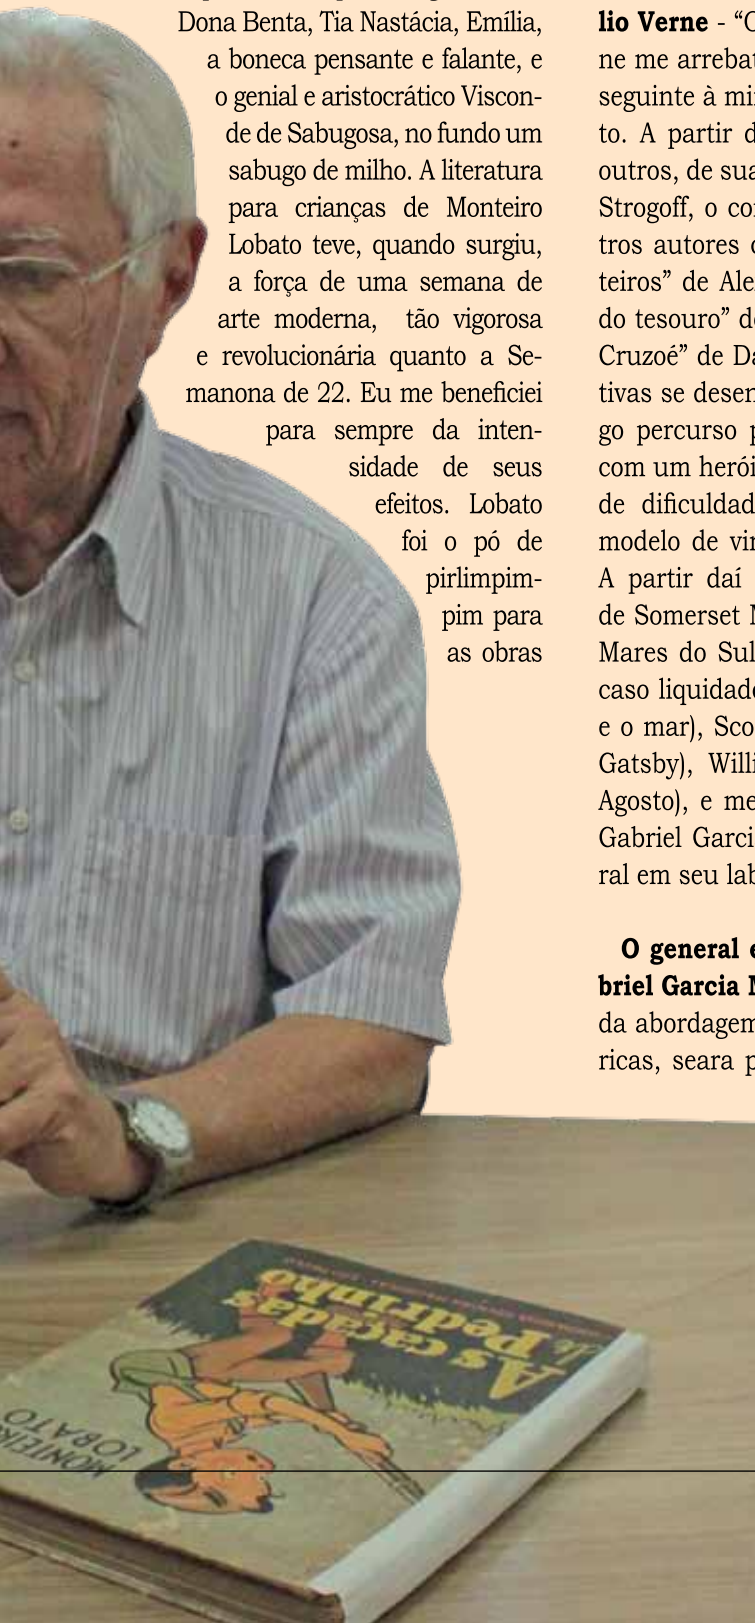 Dona Benta, Tia Nastácia, Emília,
a boneca pensante e falante, e
o genial e aristocrático Viscon-
de de Sabugosa, no fundo um
sabugo de milho. A literatura
para crianças de Monteiro
Lobato teve, quando surgiu,
a força de uma semana de
arte moderna, tão vigorosa
e revolucionária quanto a Se-
manona de 22. Eu me beneficiei
para sempre da inten-
sidade de seus
efeitos. Lobato
foi o pó de
pirlimpim-
pim para
as obras
lio Verne - “
ne me arrebat
seguinte à mi
to. A partir d
outros, de sua
Strogoff, o co
tros autores
teiros” de Ale
do tesouro” d
Cruzoé” de Da
tivas se desen
go percurso p
com um herói
de dificuldad
modelo de vir
A partir daí
de Somerset
Mares do Sul
caso liquidad
e o mar), Sco
Gatsby), Willi
Agosto), e me
Gabriel Garci
ral em seu lab
O general e
briel Garcia M
da abordagem
ricas, seara p
As caçadas
de Pedrinho
MONTEIRO
LOBATO